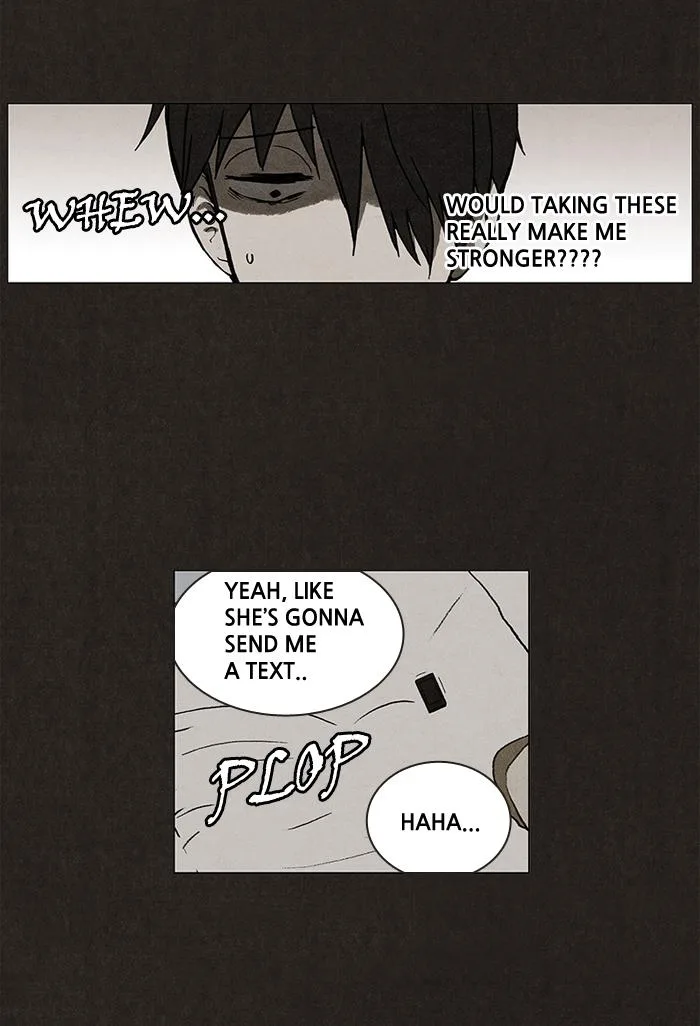 WHEW...
WOULD TAKING THESE
REALLY MAKE ME
STRONGER????
YEAH, LIKE
SHE'S GONNA
SEND ME
A TEXT..
PLOP
HAHA...